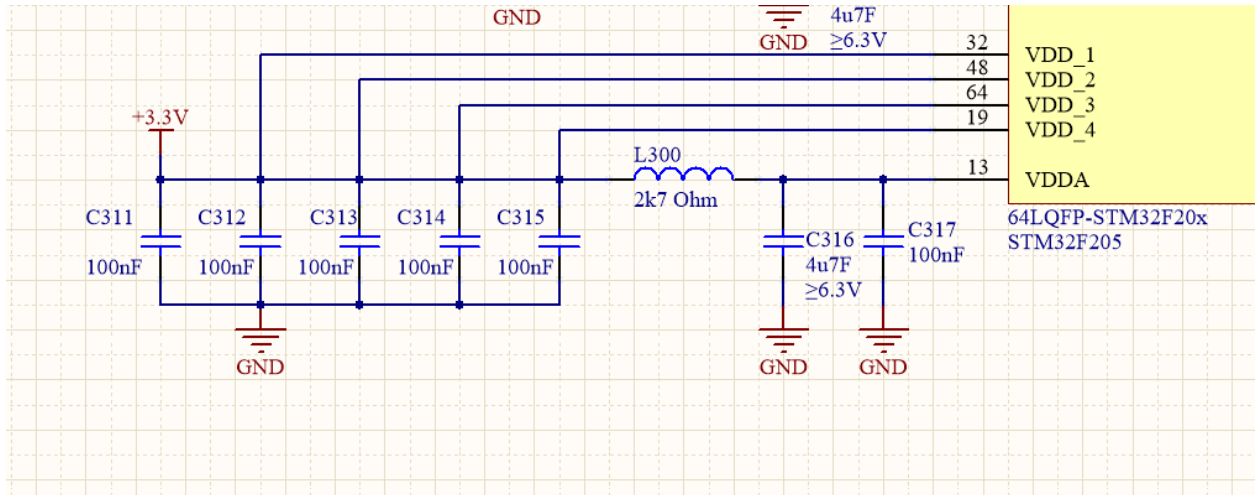 GND
4u7F
GND
≥6.3V
32
VDD_1
48
VDD_2
64
VDD_3
+3.3V
19
VDD_4
L300
13
VDDA
2k7 Ohm
C311
C312
C313
C314
C315
100nF
100nF
100nF
100nF
100nF
C316
4u7F
≥6.3V
C317
100nF
64LQFP-STM32F20x
STM32F205
GND
GND
GND